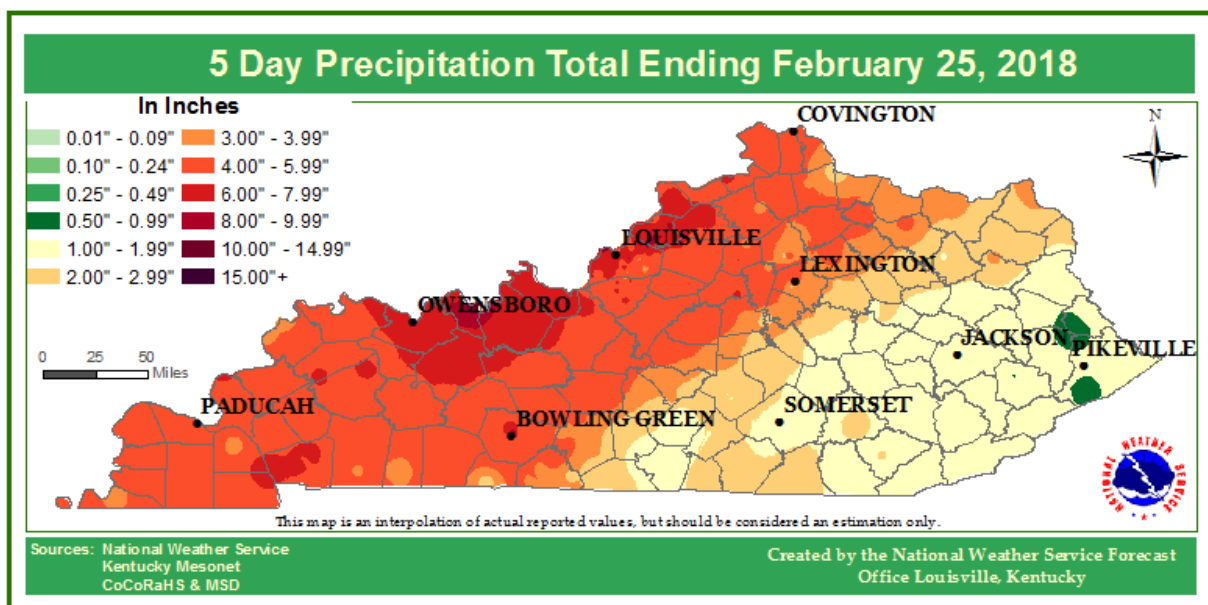 5 Day Precipitation Total Ending February 25, 2018
In Inches
0.01" - 0.09"
0.10" - 0.24"
0.25" - 0.49"
0.50" - 0.99"
1.00" - 1.99"
2.00" - 2.99"
3.00" - 3.99"
4.00" - 5.99"
6.00" - 7.99"
8.00" - 9.99"
10.00" - 14.99"
15.00"+
N
COVINGTON
LOUISVILLE
LEXINGTON
OWENSBORO
JACKSON
PIKEVILLE
PADUCAH
BOWLING GREEN
SOMERSET
0 25 50
Miles
NATIONAL WEATHER SERVICE
This map is an interpolation of actual reported values, but should be considered an estimation only.
Sources: National Weather Service
Kentucky Mesonet
CoCoRaHS & MSD
Created by the National Weather Service Forecast
Office Louisville, Kentucky